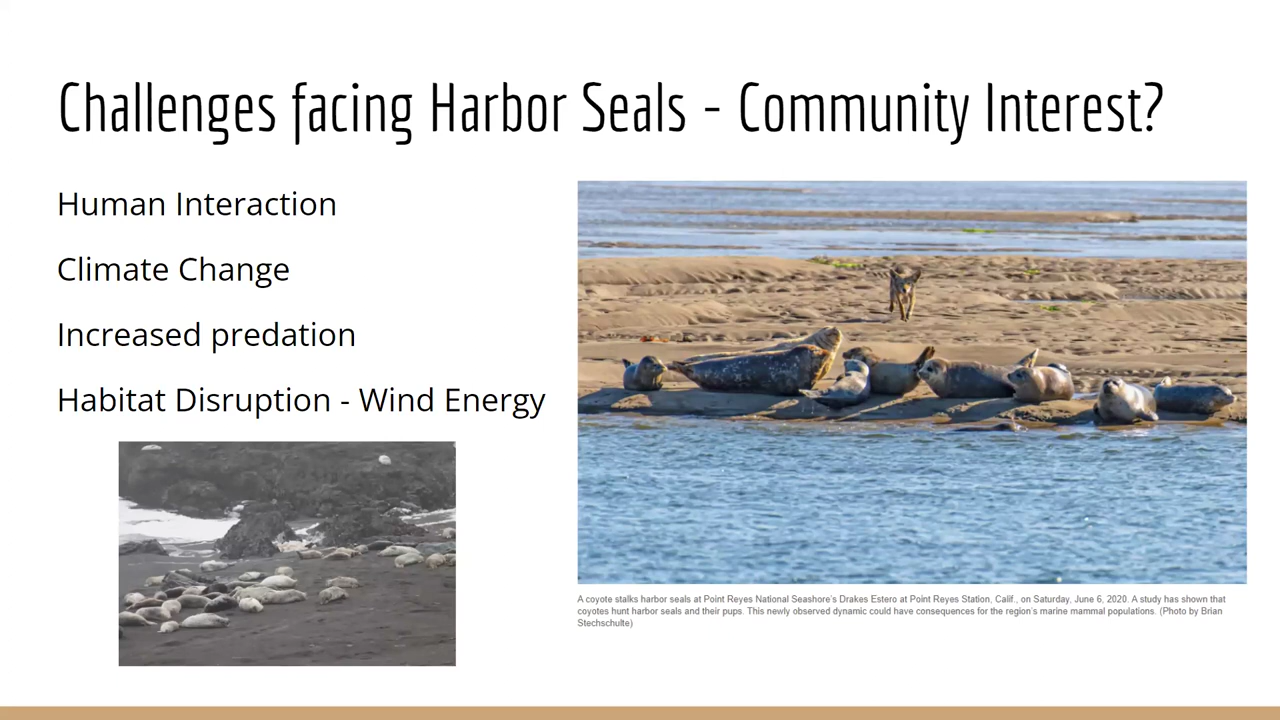 Challenges facing Harbor Seals - Community Interest?
Human Interaction
Climate Change
Increased predation
Habitat Disruption - Wind Energy
A coyote stalks harbor seals at Point Reyes National Seashore's Drakes Estero at Point Reyes Station, Calif., on Saturday, June 6, 2020. A study has shown that
coyotes hunt harbor seals and their pups. This newly observed dynamic could have consequences for the region's marine mammal populations. (Photo by Brian
Stechschulte)